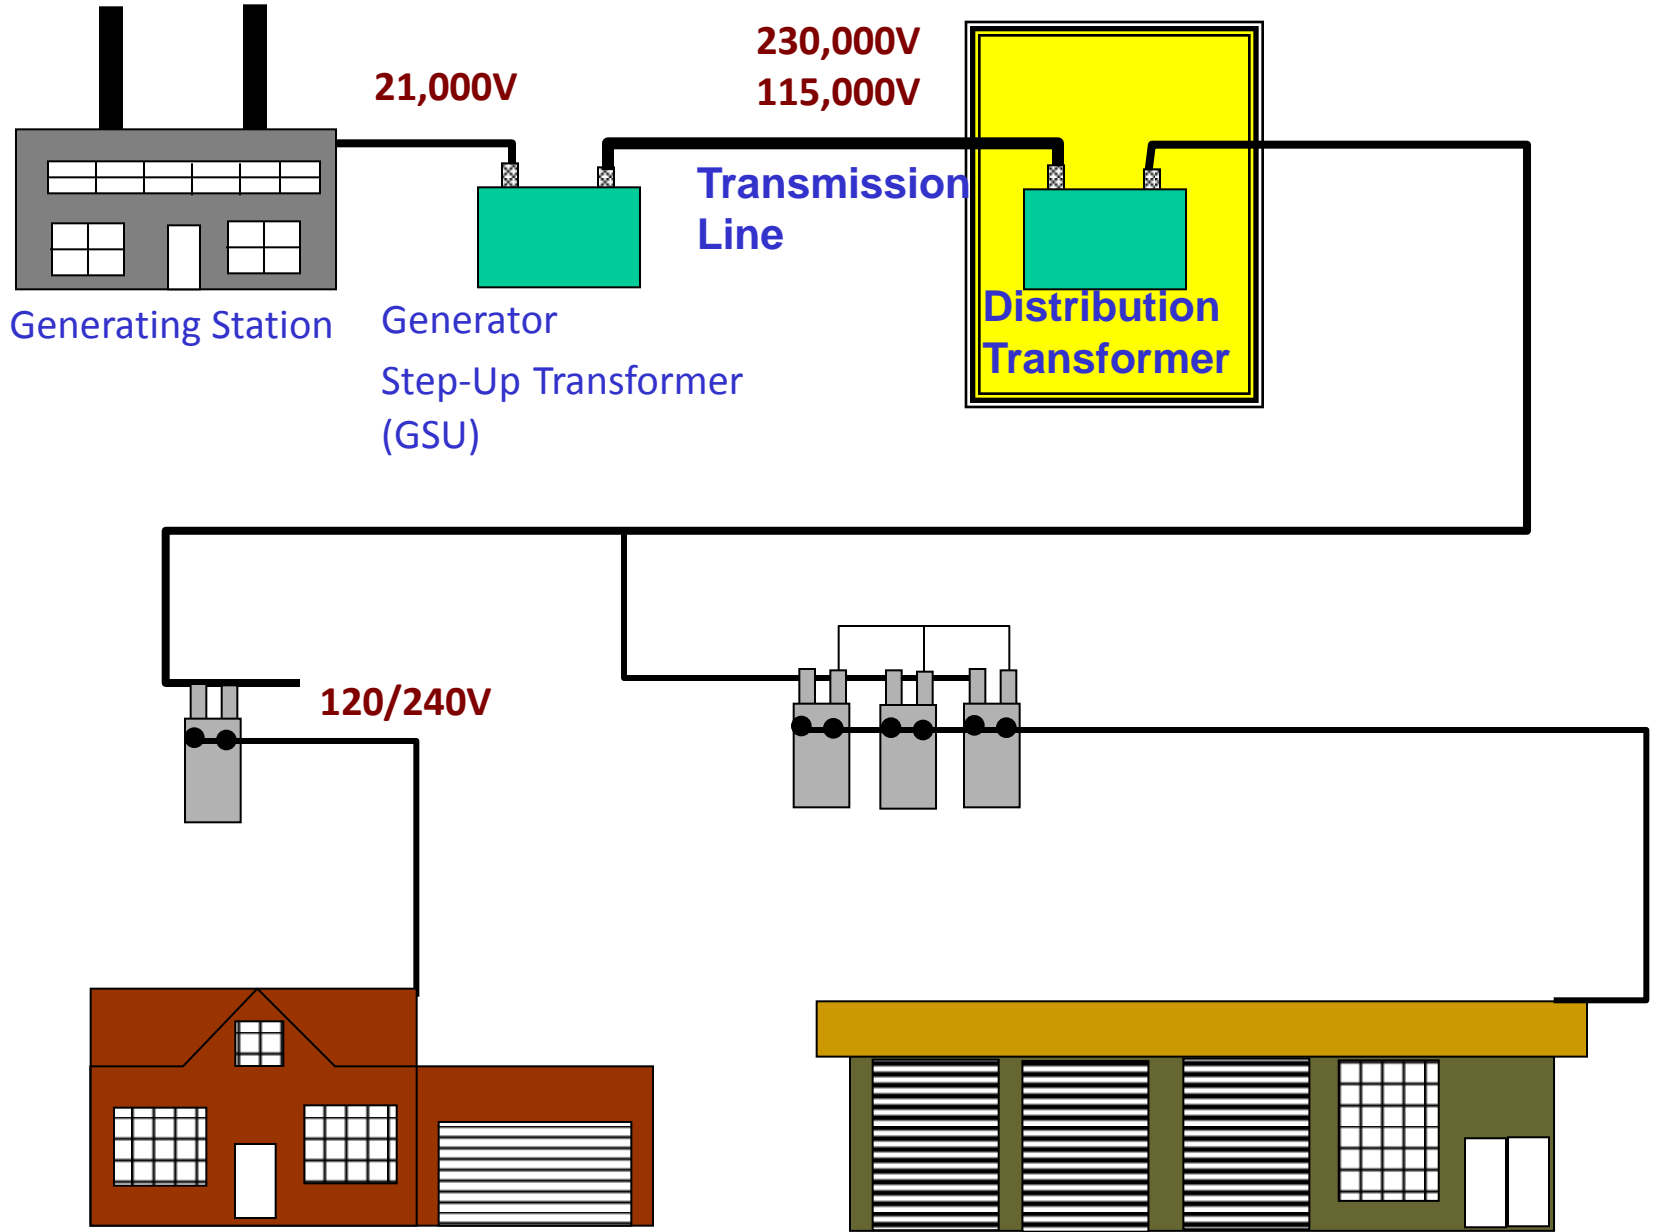 21,000V
230,000V
115,000V
Transmission
Line
Generating Station
Generator
Step-Up Transformer
(GSU)
Distribution
Transformer
120/240V